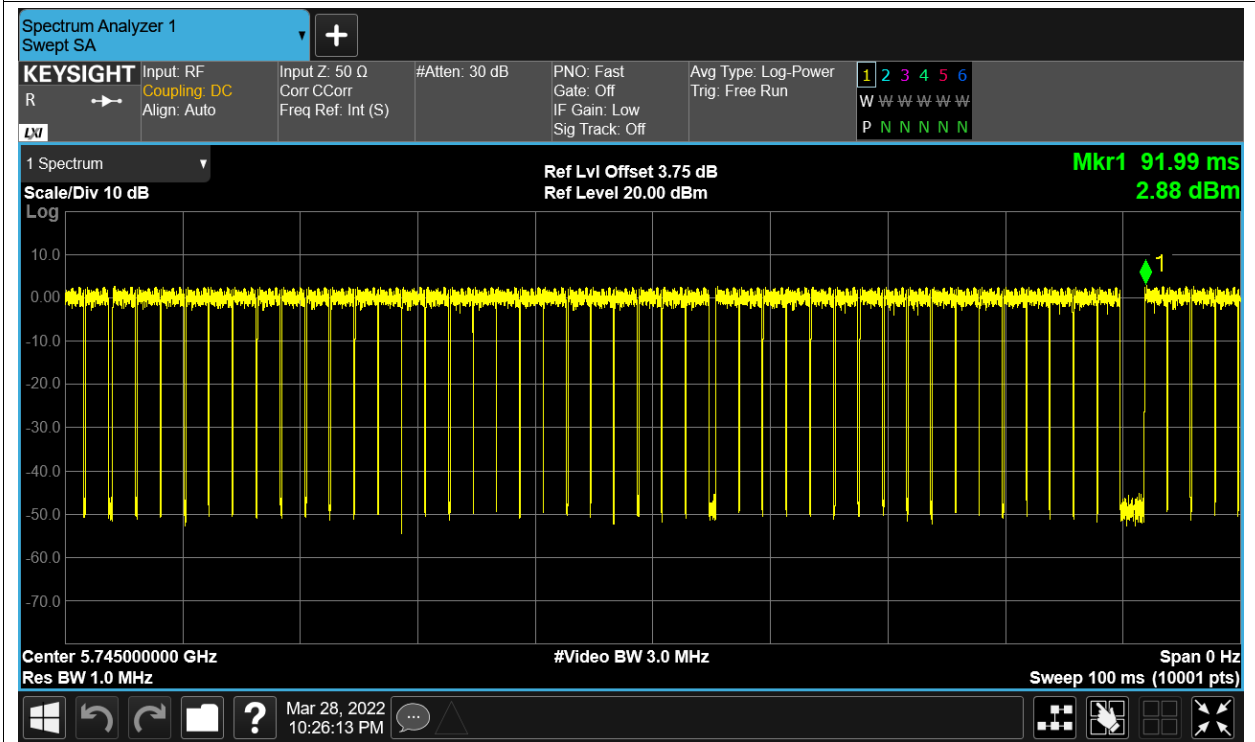 Spectrum Analyzer 1
Swept SA
KEYSIGHT
R
LXI
Input: RF
Coupling: DC
Align: Auto
Input Z: 50 Ω
Corr CCorr
Freq Ref: Int (S)
#Atten: 30 dB
PNO: Fast
Gate: Off
IF Gain: Low
Sig Track: Off
Avg Type: Log-Power
Trig: Free Run
1 2 3 4 5 6
W W W W W W
P N N N N N
1 Spectrum
Scale/Div 10 dB
Ref Lvl Offset 3.75 dB
Ref Level 20.00 dBm
Mkr1 91.99 ms
2.88 dBm
Log
10.0
0.00
-10.0
-20.0
-30.0
-40.0
-50.0
-60.0
-70.0
1
Center 5.745000000 GHz
Res BW 1.0 MHz
#Video BW 3.0 MHz
Span 0 Hz
Sweep 100 ms (10001 pts)
?
Mar 28, 2022
10:26:13 PM